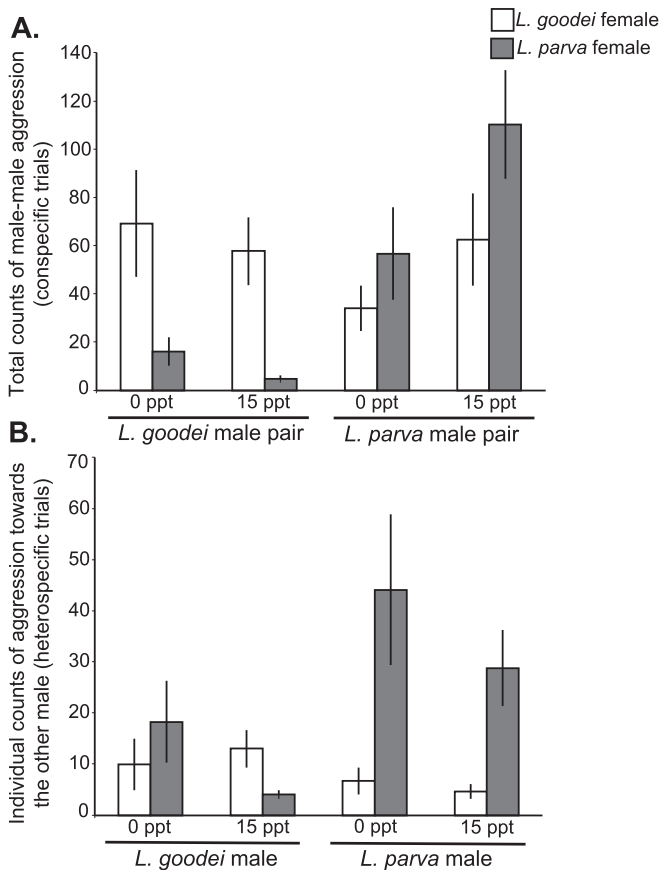 A.
L. goodei female
L. parva female
Total counts of male-male aggression
(conspecific trials)
140
120
100
80
60
40
20
0
0 ppt 15 ppt 0 ppt 15 ppt
L. goodei male pair L. parva male pair
B.
Individual counts of aggression towards
the other male (heterospecific trials)
70
60
50
40
30
20
10
0
0 ppt 15 ppt 0 ppt 15 ppt
L. goodei male L. parva male